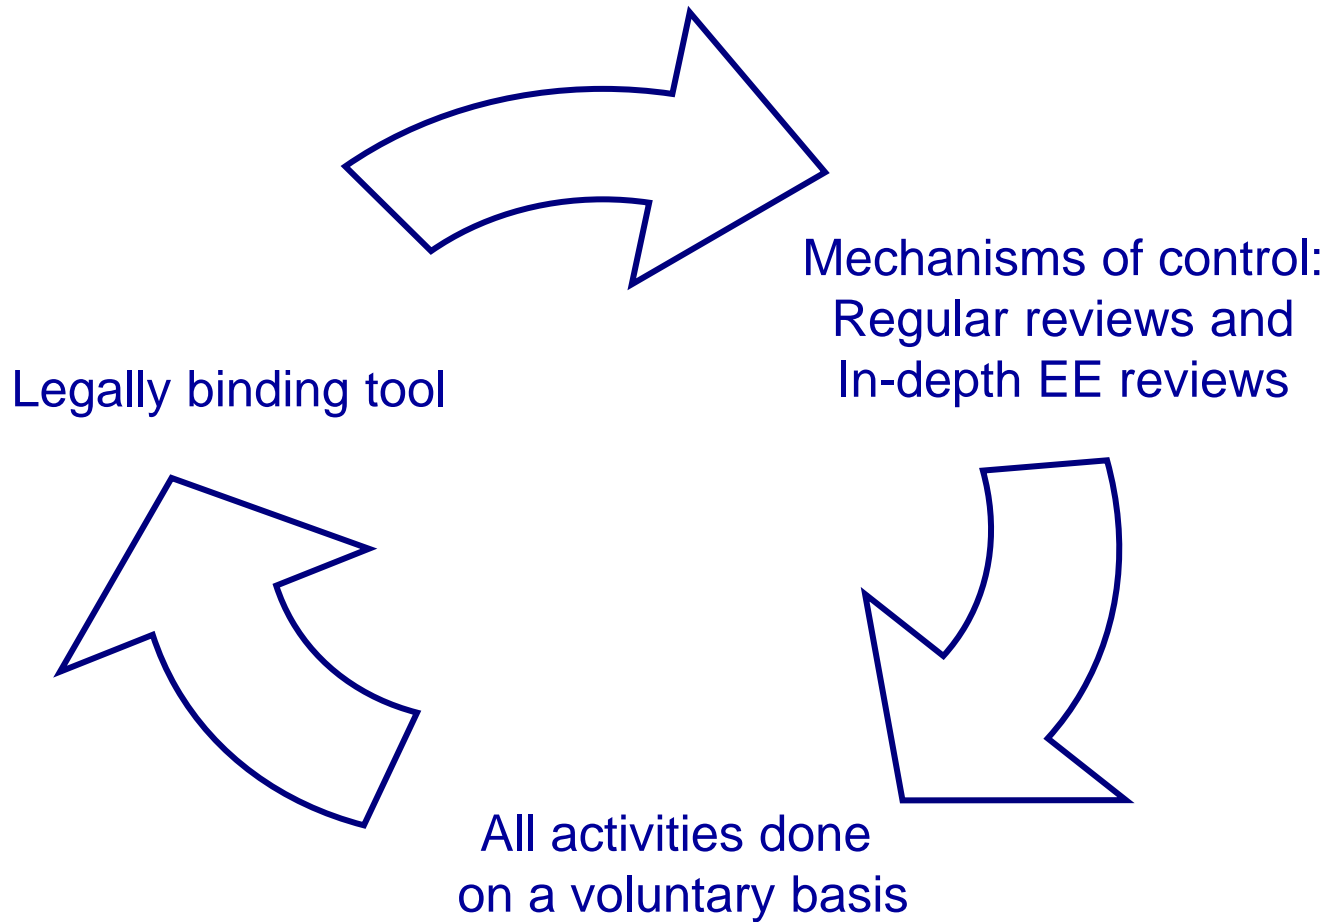 Mechanisms of control:
Regular reviews and
In-depth EE reviews
Legally binding tool
All activities done
on a voluntary basis